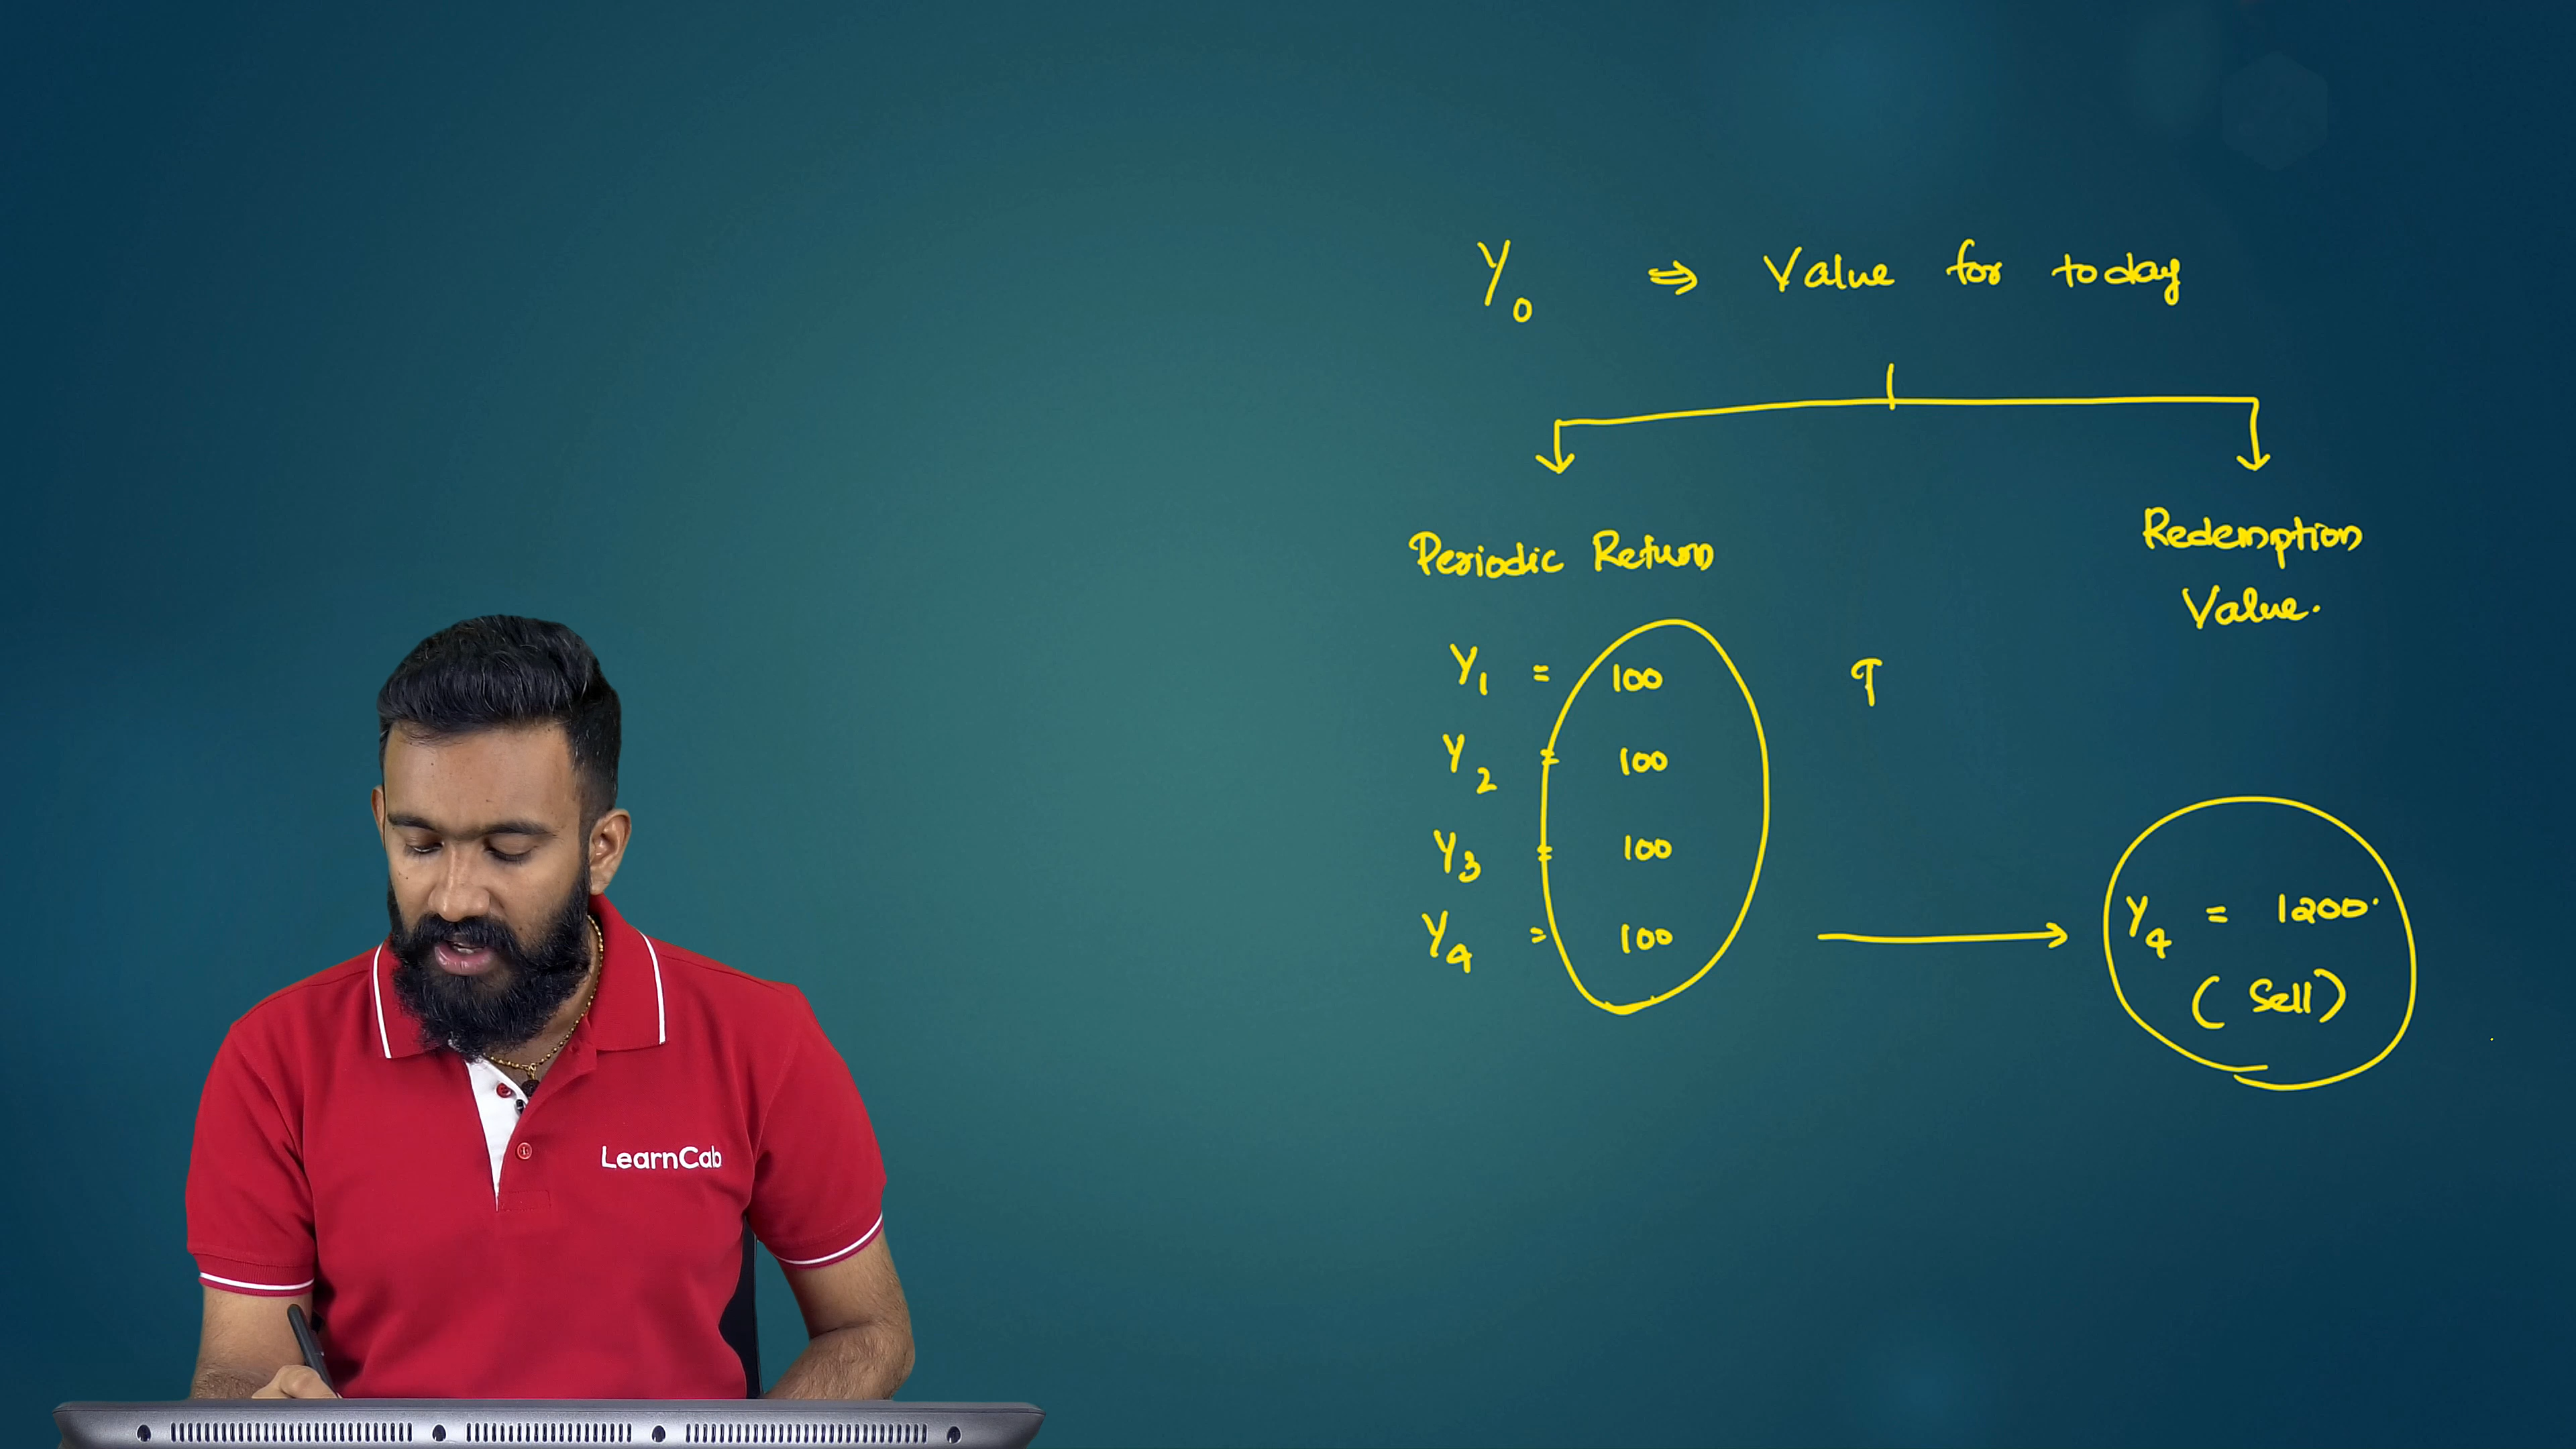 Y0 ⇒ Value for today
Periodic Return
Redemption
Value.
Y1 = 100
Y2 = 100
Y3 = 100
Y4 = 100
Y4 = 1200
(Sell)
LearnCab